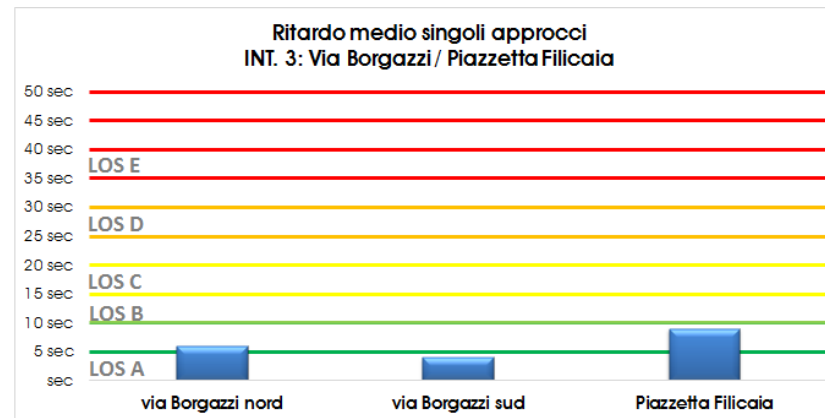 Ritardo medio singoli approcci
INT. 3: Via Borgazzi / Piazzetta Filicaia
50 sec
45 sec
40 sec
LOS E
35 sec
30 sec
LOS D
25 sec
20 sec
LOS C
15 sec
LOS B
10 sec
5 sec
LOS A
sec
via Borgazzi nord via Borgazzi sud Piazzetta Filicaia